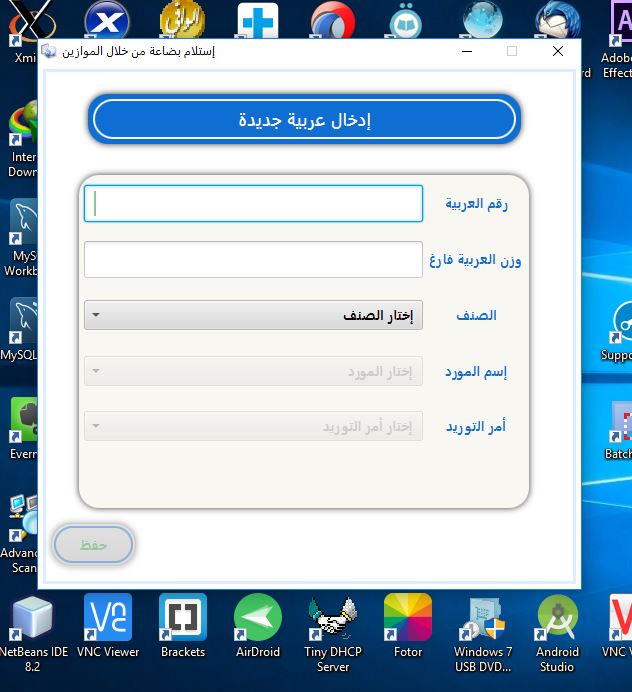 إستلام بضاعة من خلال الموازين
إدخال عربية جديدة
رقم العربية
وزن العربية فارغ
الصنف
إختار الصنف
إسم المورد
إختار المورد
أمر التوريد
إختار أمر التوريد
حفظ
Xmi
Inter
Down
MyS
Workb
MySQL
Evern
Advan
Scan
rd
Adobe
Effect
Suppo
Batch
NetBeans IDE
8.2
VNC Viewer
Brackets
AirDroid
Tiny DHCP
Server
Fotor
Windows 7
USB DVD...
Android
Studio
VNC V